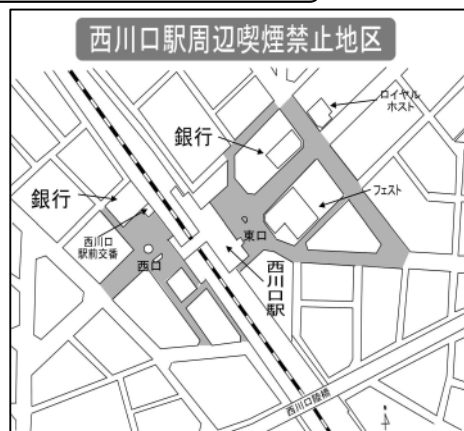 西川口駅周辺喫煙禁止地区
ロイヤル
ホスト
銀行
フェスト
銀行
西川口
駅前交番
東口
西口
西川口駅
西川口陸橋